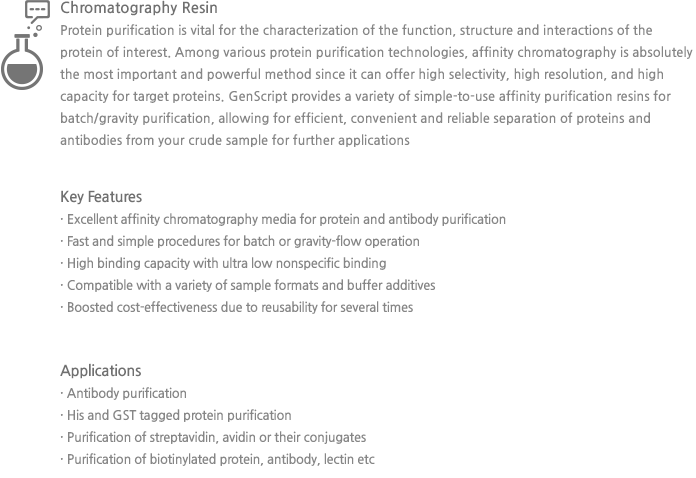 Chromatography Resin
Protein purification is vital for the characterization of the function, structure and interactions of the
protein of interest. Among various protein purification technologies, affinity chromatography is absolutely
the most important and powerful method since it can offer high selectivity, high resolution, and high
capacity for target proteins. GenScript provides a variety of simple-to-use affinity purification resins for
batch/gravity purification, allowing for efficient, convenient and reliable separation of proteins and
antibodies from your crude sample for further applications
Key Features
· Excellent affinity chromatography media for protein and antibody purification
· Fast and simple procedures for batch or gravity-flow operation
· High binding capacity with ultra low nonspecific binding
· Compatible with a variety of sample formats and buffer additives
· Boosted cost-effectiveness due to reusability for several times
Applications
· Antibody purification
· His and GST tagged protein purification
· Purification of streptavidin, avidin or their conjugates
· Purification of biotinylated protein, antibody, lectin etc